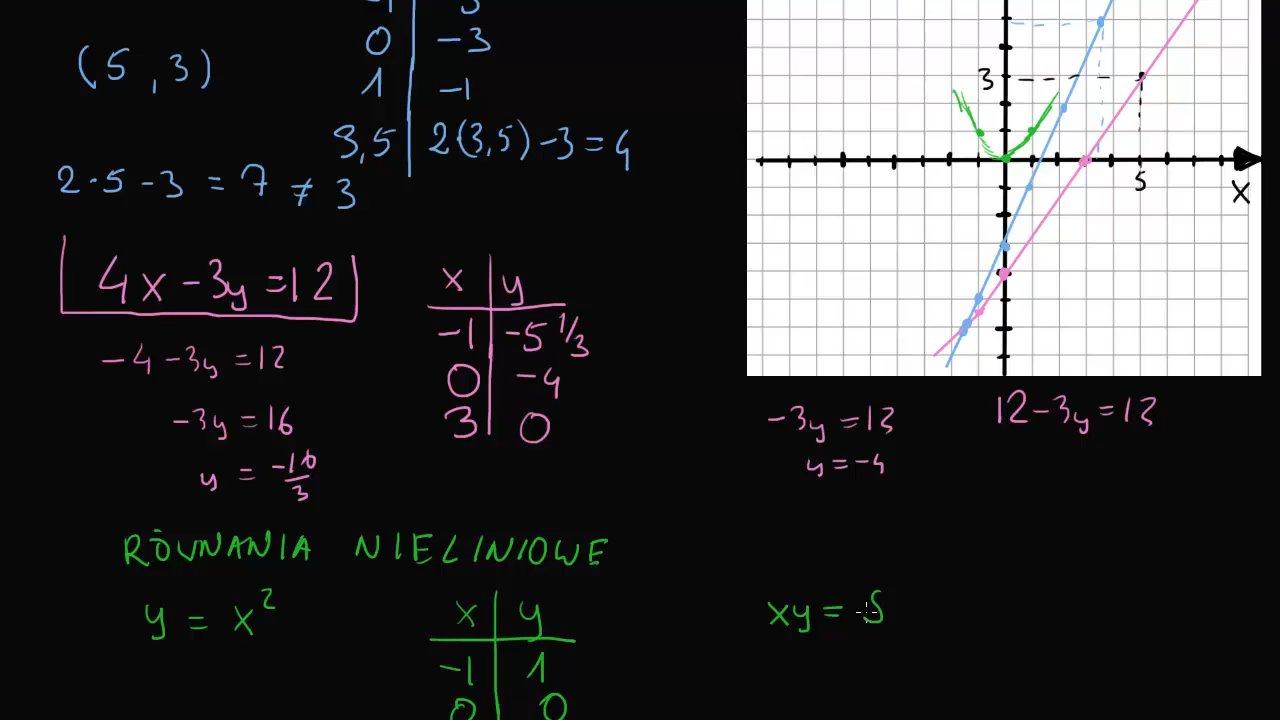 -1 | 5
0 | -3
(5, 3)
1 | -1
3,5 | 2(3,5) -3 = 4
2·5 -3 = 7 ≠ 3
3
5
X
4x -3y = 12
x | y
-1 | -5 1/3
0 | -4
3 | 0
-4 -3y = 12
-3y = 16
y = -16/3
-3y = 12
y = -4
12 -3y = 12
RÓWNANIA NIELINIOWE
y = x²
x | y
-1 | 1
0 | 0
xy = 5